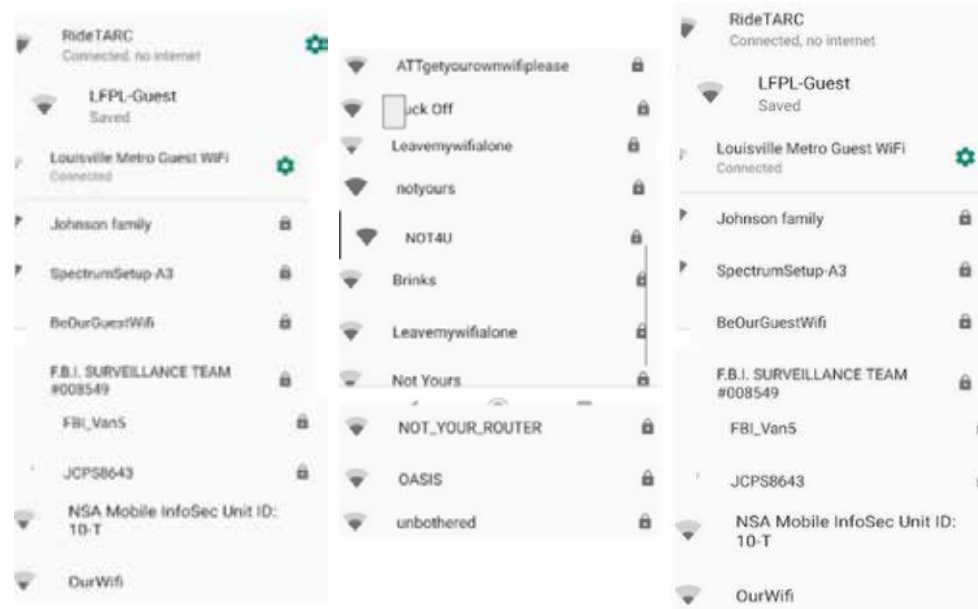 RideTARC
Connected, no internet
LFPL-Guest
Saved
Louisville Metro Guest WiFi
Connected
Johnson family
SpectrumSetup-A3
BeOurGuestWifi
F.B.I. SURVEILLANCE TEAM
#008549
FBI_Van5
JCPS8643
NSA Mobile InfoSec Unit ID:
10-T
OurWifi
ATTgetyourownwifiplease
uck Off
Leavemywifialone
notyours
NOT4U
Brinks
Leavemywifialone
Not Yours
NOT_YOUR_ROUTER
OASIS
unbothered
RideTARC
Connected, no internet
LFPL-Guest
Saved
Louisville Metro Guest WiFi
Connected
Johnson family
SpectrumSetup-A3
BeOurGuestWifi
F.B.I. SURVEILLANCE TEAM
#008549
FBI_Van5
JCPS8643
NSA Mobile InfoSec Unit ID:
10-T
OurWifi